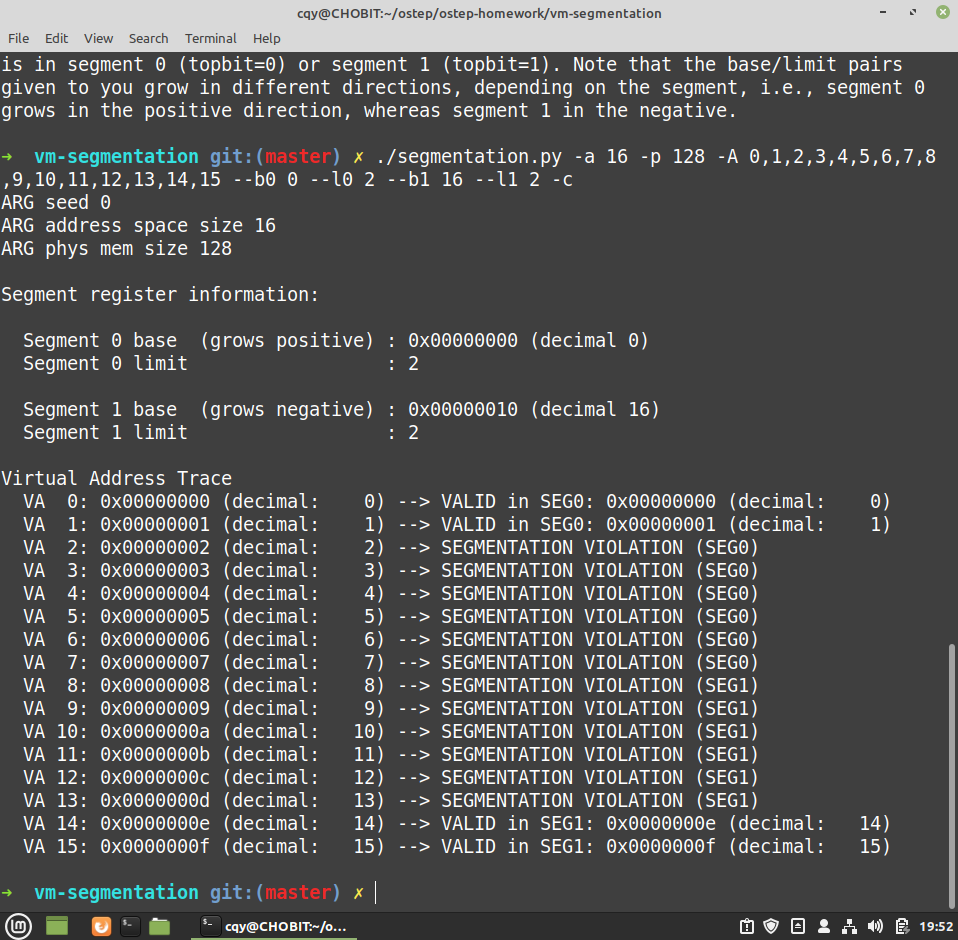 cqy@CHOBIT:~/ostep/ostep-homework/vm-segmentation
File Edit View Search Terminal Help
is in segment 0 (topbit=0) or segment 1 (topbit=1). Note that the base/limit pairs
given to you grow in different directions, depending on the segment, i.e., segment 0
grows in the positive direction, whereas segment 1 in the negative.
➜ vm-segmentation git:(master) ✗ ./segmentation.py -a 16 -p 128 -A 0,1,2,3,4,5,6,7,8
,9,10,11,12,13,14,15 --b0 0 --l0 2 --b1 16 --l1 2 -c
ARG seed 0
ARG address space size 16
ARG phys mem size 128
Segment register information:
Segment 0 base (grows positive) : 0x00000000 (decimal 0)
Segment 0 limit : 2
Segment 1 base (grows negative) : 0x00000010 (decimal 16)
Segment 1 limit : 2
Virtual Address Trace
VA 0: 0x00000000 (decimal: 0) --> VALID in SEG0: 0x00000000 (decimal: 0)
VA 1: 0x00000001 (decimal: 1) --> VALID in SEG0: 0x00000001 (decimal: 1)
VA 2: 0x00000002 (decimal: 2) --> SEGMENTATION VIOLATION (SEG0)
VA 3: 0x00000003 (decimal: 3) --> SEGMENTATION VIOLATION (SEG0)
VA 4: 0x00000004 (decimal: 4) --> SEGMENTATION VIOLATION (SEG0)
VA 5: 0x00000005 (decimal: 5) --> SEGMENTATION VIOLATION (SEG0)
VA 6: 0x00000006 (decimal: 6) --> SEGMENTATION VIOLATION (SEG0)
VA 7: 0x00000007 (decimal: 7) --> SEGMENTATION VIOLATION (SEG0)
VA 8: 0x00000008 (decimal: 8) --> SEGMENTATION VIOLATION (SEG1)
VA 9: 0x00000009 (decimal: 9) --> SEGMENTATION VIOLATION (SEG1)
VA 10: 0x0000000a (decimal: 10) --> SEGMENTATION VIOLATION (SEG1)
VA 11: 0x0000000b (decimal: 11) --> SEGMENTATION VIOLATION (SEG1)
VA 12: 0x0000000c (decimal: 12) --> SEGMENTATION VIOLATION (SEG1)
VA 13: 0x0000000d (decimal: 13) --> SEGMENTATION VIOLATION (SEG1)
VA 14: 0x0000000e (decimal: 14) --> VALID in SEG1: 0x0000000e (decimal: 14)
VA 15: 0x0000000f (decimal: 15) --> VALID in SEG1: 0x0000000f (decimal: 15)
➜ vm-segmentation git:(master) ✗
cqy@CHOBIT:~/o... 19:52